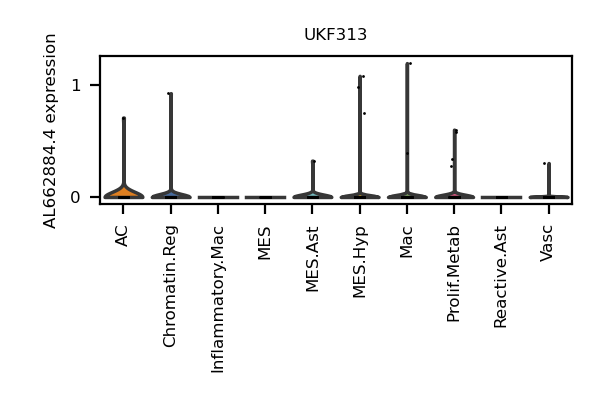 UKF313
AL662884.4 expression
1
0
AC
Chromatin.Reg
Inflammatory.Mac
MES
MES.Ast
MES.Hyp
Mac
Prolif.Metab
Reactive.Ast
Vasc